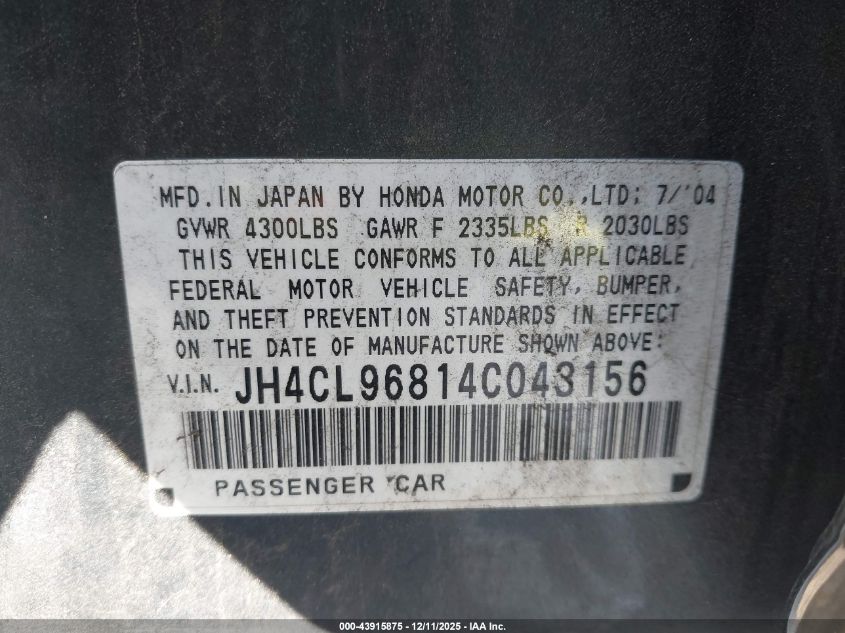 MFD. IN JAPAN BY HONDA MOTOR CO.,LTD: 7/'04
GVWR 4300LBS GAWR F 2335LBS R 2030LBS
THIS VEHICLE CONFORMS TO ALL APPLICABLE
FEDERAL MOTOR VEHICLE SAFETY, BUMPER,
AND THEFT PREVENTION STANDARDS IN EFFECT
ON THE DATE OF MANUFACTURE SHOWN ABOVE:
V.I.N. JH4CL96814C043156
PASSENGER CAR
000-43915875 - 12/11/2025 - IAA Inc.